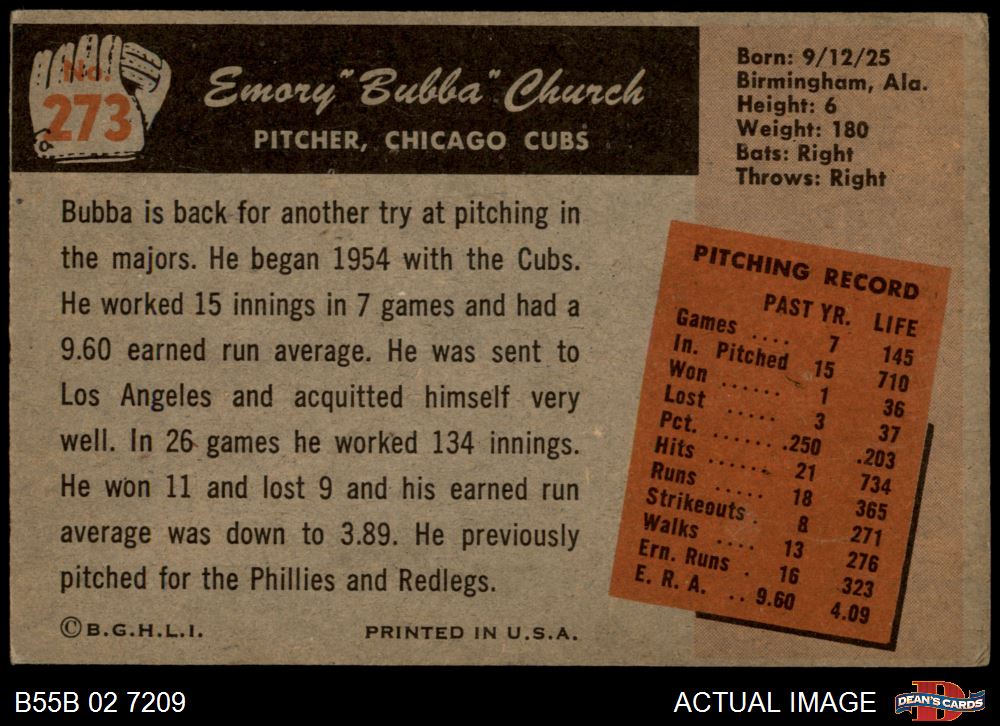 No.
273
Emory "Bubba" Church
PITCHER, CHICAGO CUBS
Born: 9/12/25
Birmingham, Ala.
Height: 6
Weight: 180
Bats: Right
Throws: Right
Bubba is back for another try at pitching in
the majors. He began 1954 with the Cubs.
He worked 15 innings in 7 games and had a
9.60 earned run average. He was sent to
Los Angeles and acquitted himself very
well. In 26 games he worked 134 innings.
He won 11 and lost 9 and his earned run
average was down to 3.89. He previously
pitched for the Phillies and Redlegs.
©B.G.H.L.I. PRINTED IN U.S.A.
PITCHING RECORD
PAST YR. LIFE
Games .... 7 145
In. Pitched 15 710
Won ...... 1 36
Lost ..... 3 37
Pct. ....... .250 .203
Hits ...... 21 734
Runs ..... 18 365
Strikeouts . 8 271
Walks .... 13 276
Ern. Runs . 16 323
E. R. A. .. 9.60 4.09
B55B 02 7209
ACTUAL IMAGE
D
DEAN'S CARDS